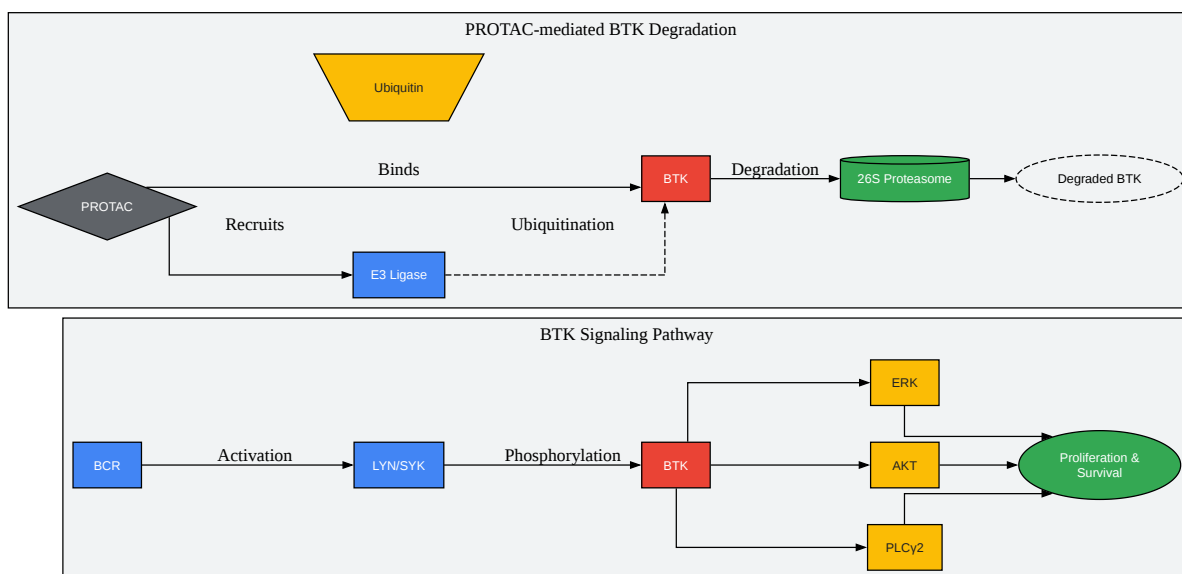 PROTAC-mediated BTK Degradation
Ubiquitin
Binds
BTK
Degradation
26S Proteasome
Degraded BTK
PROTAC
Recruits
Ubiquitination
E3 Ligase
BTK Signaling Pathway
ERK
BCR
Activation
LYN/SYK
Phosphorylation
BTK
AKT
Proliferation &
Survival
PLCγ2